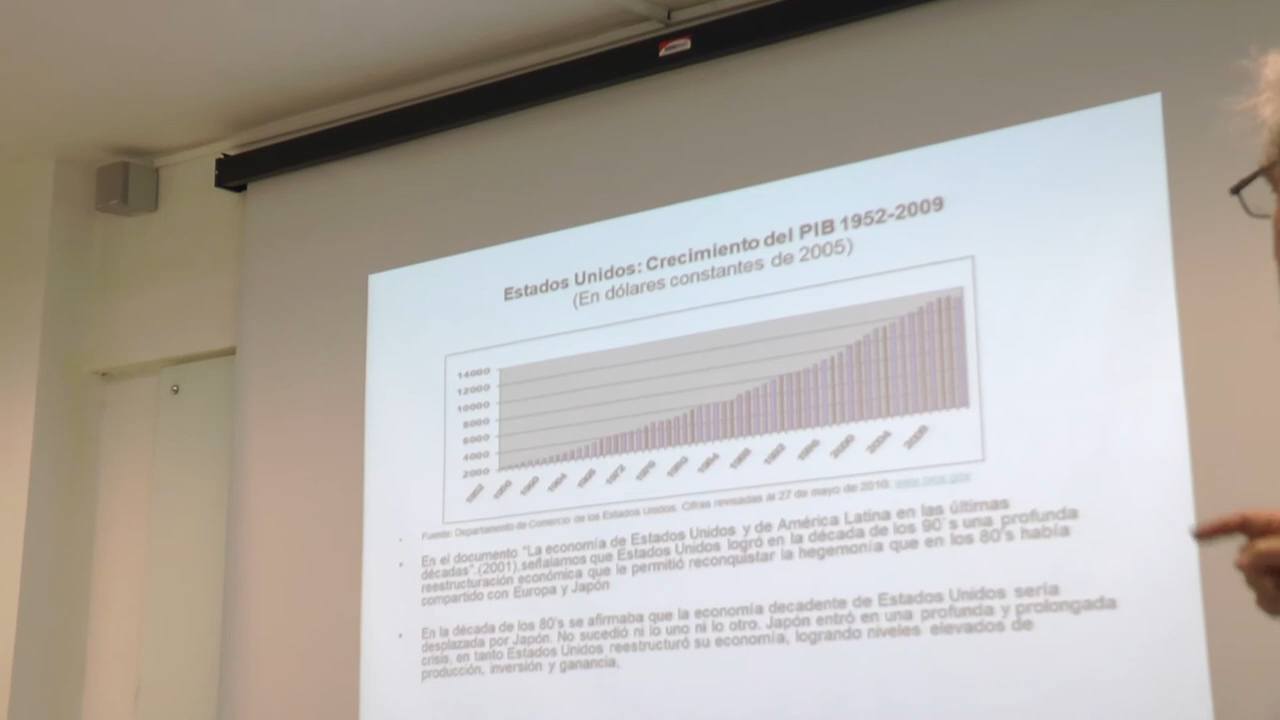 Estados Unidos: Crecimiento del PIB 1952-2009
(En dólares constantes de 2005)
14000
12000
10000
8000
6000
4000
2000
Fuente: Departamento de Comercio de los Estados Unidos. Cifras revisadas al 27 de mayo de 2010.
En el documento "La economía de Estados Unidos y de América Latina en las últimas
décadas" (2001) señalamos que Estados Unidos logró en la década de los 90´s una profunda
reestructuración económica que le permitió reconquistar la hegemonía que en los 80's había
compartido con Europa y Japón
En la década de los 80's se afirmaba que la economía decadente de Estados Unidos sería
desplazada por Japón. No sucedió ni lo uno ni lo otro. Japón entró en una profunda y prolongada
crisis, en tanto Estados Unidos reestructuró su economía, logrando niveles elevados de
producción, inversión y ganancia.